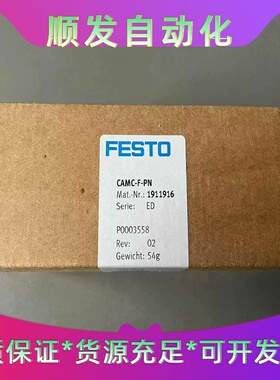 顺发自动化
FESTO
CAMC-F-PN
Mat.-Nr.: 1911916
Serie: ED
P0003558
Rev: 02
Gewicht: 54g
质保证*货源充足*可开发